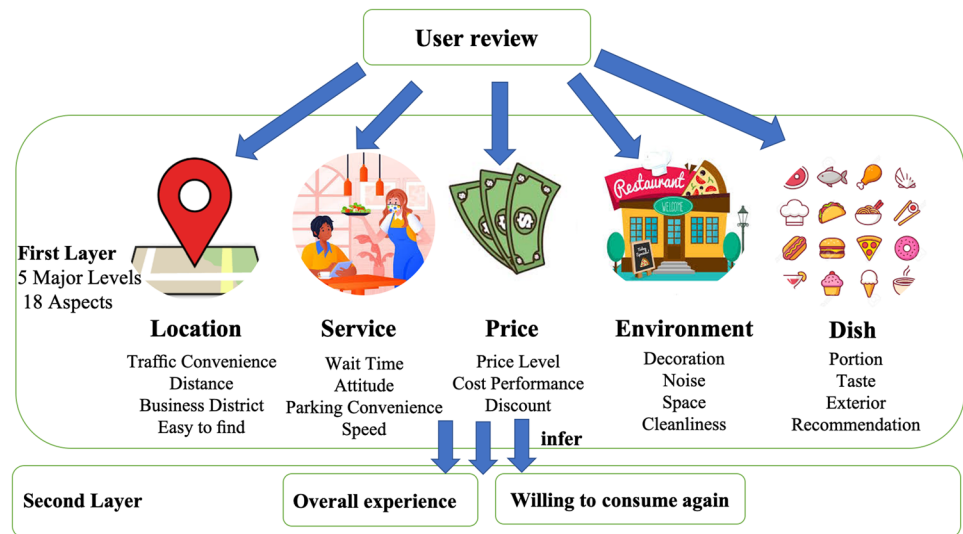 User review
First Layer
5 Major Levels
18 Aspects
Restaurant
WELCOME
Location
Traffic Convenience
Distance
Business District
Easy to find
Service
Wait Time
Attitude
Parking Convenience
Speed
Price
Price Level
Cost Performance
Discount
Environment
Decoration
Noise
Space
Cleanliness
Dish
Portion
Taste
Exterior
Recommendation
infer
Second Layer
Overall experience
Willing to consume again